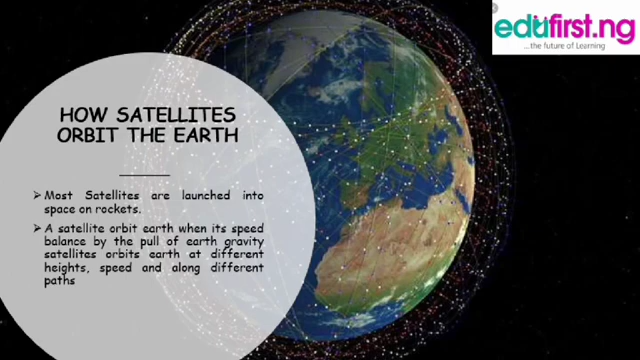 edufirst.ng
...the future of Learning
HOW SATELLITES
ORBIT THE EARTH
Most Satellites are launched into
space on rockets.
A satellite orbit earth when its speed
balance by the pull of earth gravity
satellites orbits earth at different
heights, speed and along different
paths